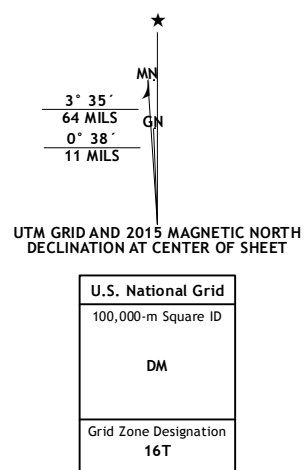 ★
MN
3° 35´
64 MILS
GN
0° 38´
11 MILS
UTM GRID AND 2015 MAGNETIC NORTH
DECLINATION AT CENTER OF SHEET
U.S. National Grid
100,000-m Square ID
DM
Grid Zone Designation
16T